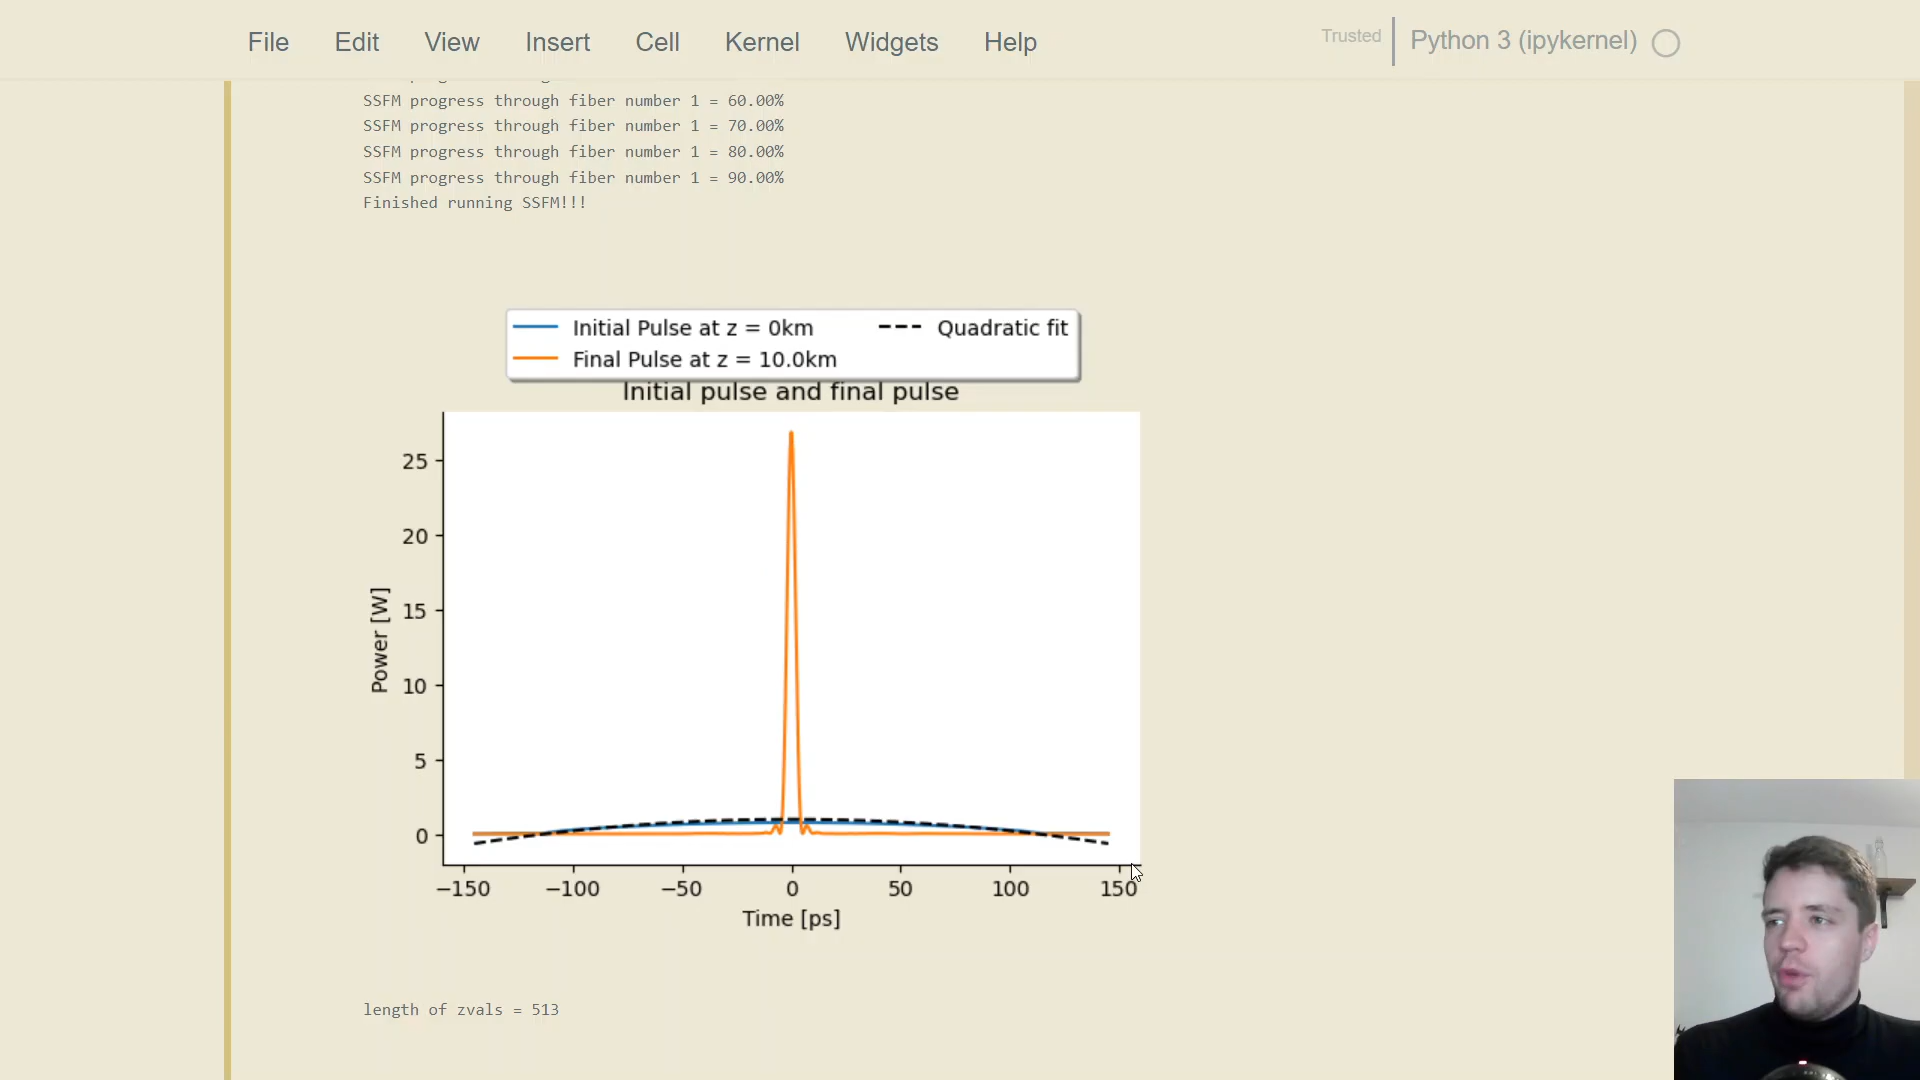 File Edit View Insert Cell Kernel Widgets Help Trusted Python 3 (ipykernel)
SSFM progress through fiber number 1 = 60.00%
SSFM progress through fiber number 1 = 70.00%
SSFM progress through fiber number 1 = 80.00%
SSFM progress through fiber number 1 = 90.00%
Finished running SSFM!!!
Initial Pulse at z = 0km Quadratic fit
Final Pulse at z = 10.0km
Initial pulse and final pulse
25
20
15
10
5
0
Power [W]
−150 −100 −50 0 50 100 150
Time [ps]
length of zvals = 513